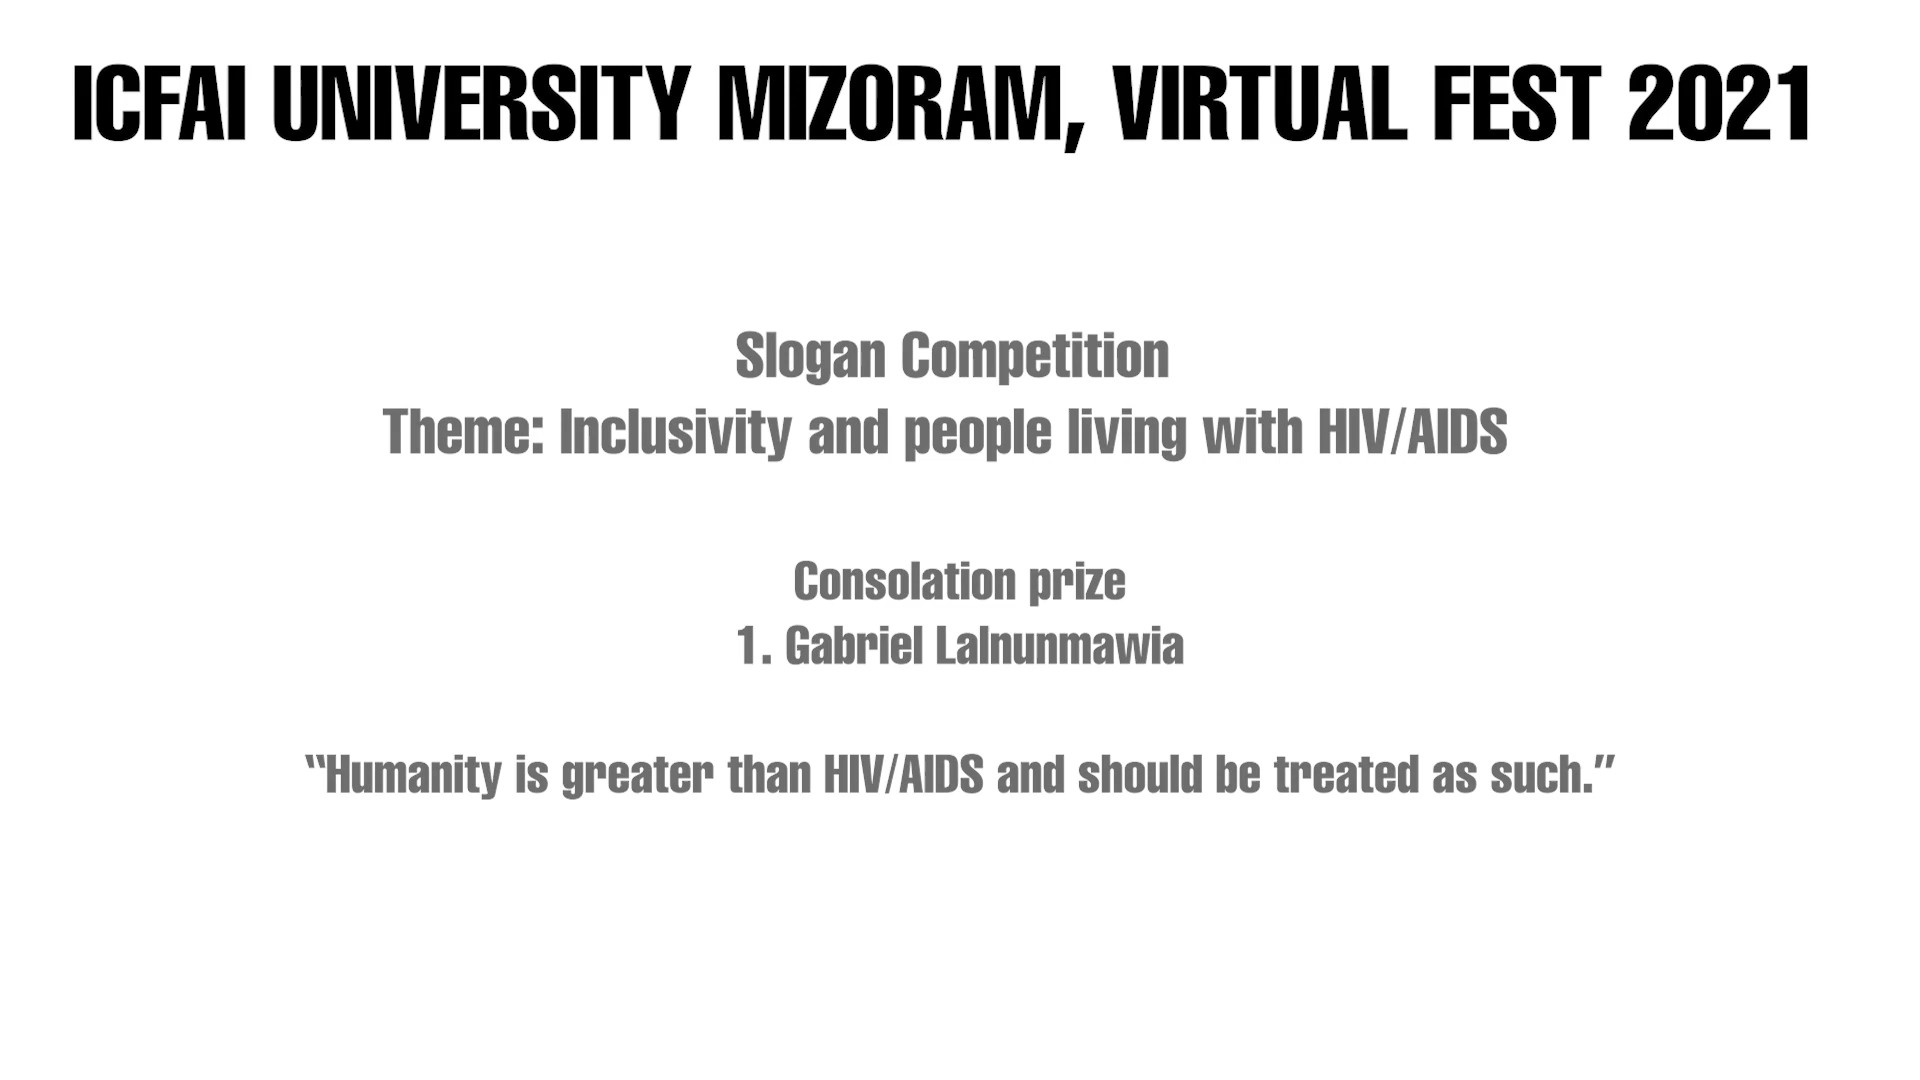 ICFAI UNIVERSITY MIZORAM, VIRTUAL FEST 2021
Slogan Competition
Theme: Inclusivity and people living with HIV/AIDS
Consolation prize
1. Gabriel Lalnunmawia
“Humanity is greater than HIV/AIDS and should be treated as such.”